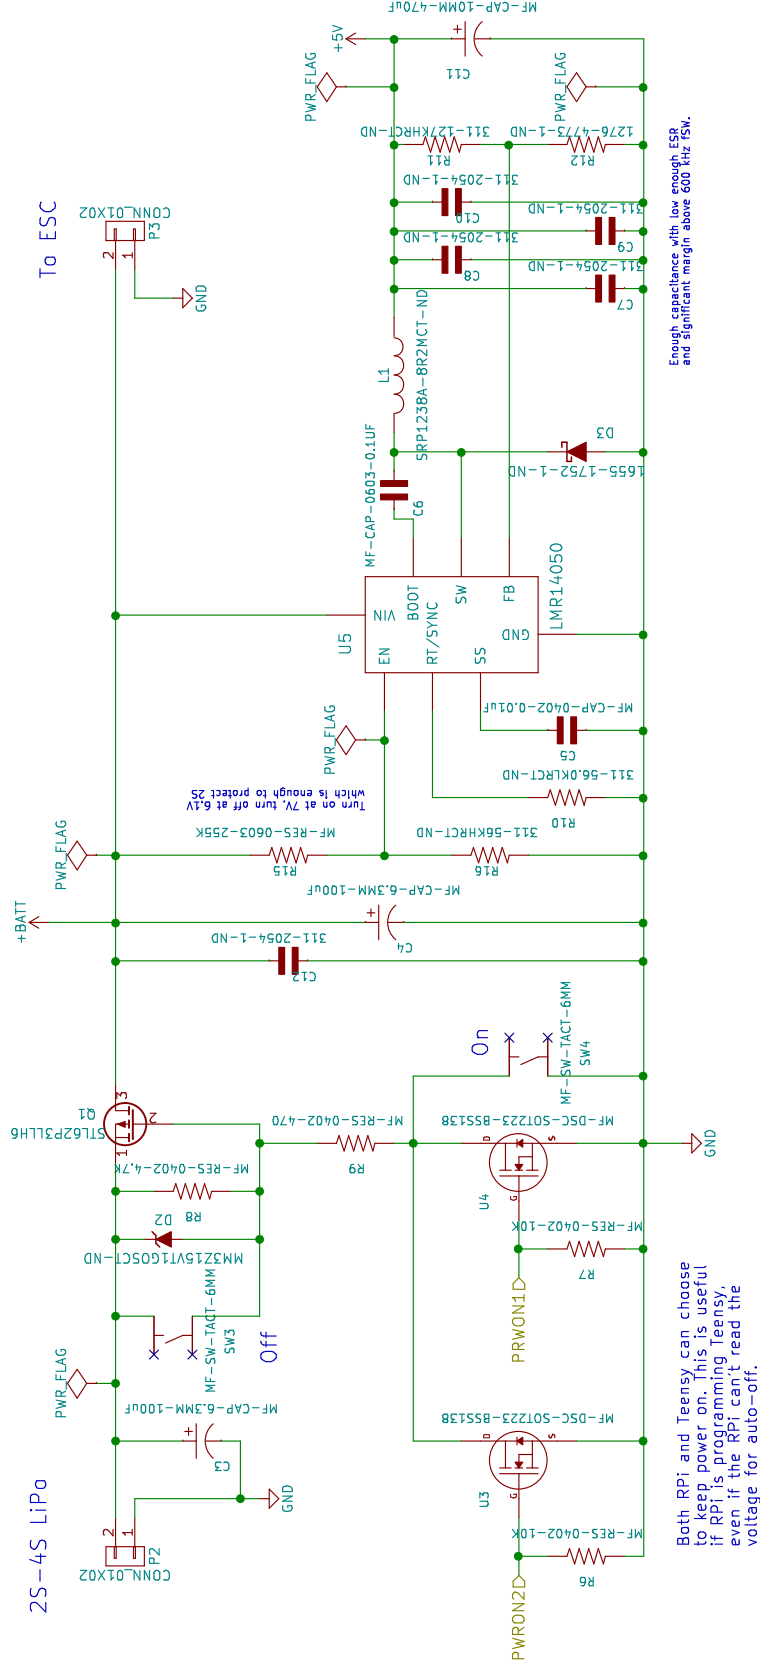 MF-CAP-10MM-470uF
+5V
C11
PWR_FLAG
PWR_FLAG
311-127KHRCT-ND
R11
1276-4773-1-ND
R12
311-2054-1-ND
C10
311-2054-1-ND
C9
311-2054-1-ND
C8
311-2054-1-ND
C7
Enough capacitance with low enough ESR
and significant margin above 600 kHz fSW.
To ESC
CONN_01X02
P3
2
1
GND
L1
SRP1238A-8R2MCT-ND
MF-CAP-0603-0.1UF
C6
D3
1655-1752-1-ND
U5
LMR14050
VIN
BOOT
SW
FB
GND
EN
RT/SYNC
SS
PWR_FLAG
MF-CAP-0402-0.01uF
C5
311-56.0KLRCT-ND
R10
Turn on at 7V, turn off at 6.1V
which is enough to protect 2S
PWR_FLAG
MF-RES-0603-255K
R15
311-56KHRCT-ND
R16
+BATT
MF-CAP-6.3MM-100uF
C4
311-2054-1-ND
C12
On
MF-SW-TACT-6MM
SW4
Q1
STL62P3LLH6
3
2
1
MF-RES-0402-470
R9
MF-RES-0402-4.7K
R8
D2
MM3Z15VT1GOSCT-ND
MF-DSC-SOT223-BSS138
D
S
G
U4
GND
MF-RES-0402-10K
R7
PRWON1
MF-SW-TACT-6MM
SW3
Off
PWR_FLAG
MF-CAP-6.3MM-100uF
C3
GND
MF-DSC-SOT223-BSS138
D
S
G
U3
MF-RES-0402-10K
R6
PWRON2
2S-4S LiPo
2
1
P2
CONN_01X02
Both RPi and Teensy can choose
to keep power on. This is useful
if RPi is programming Teensy,
even if the RPi can't read the
voltage for auto-off.